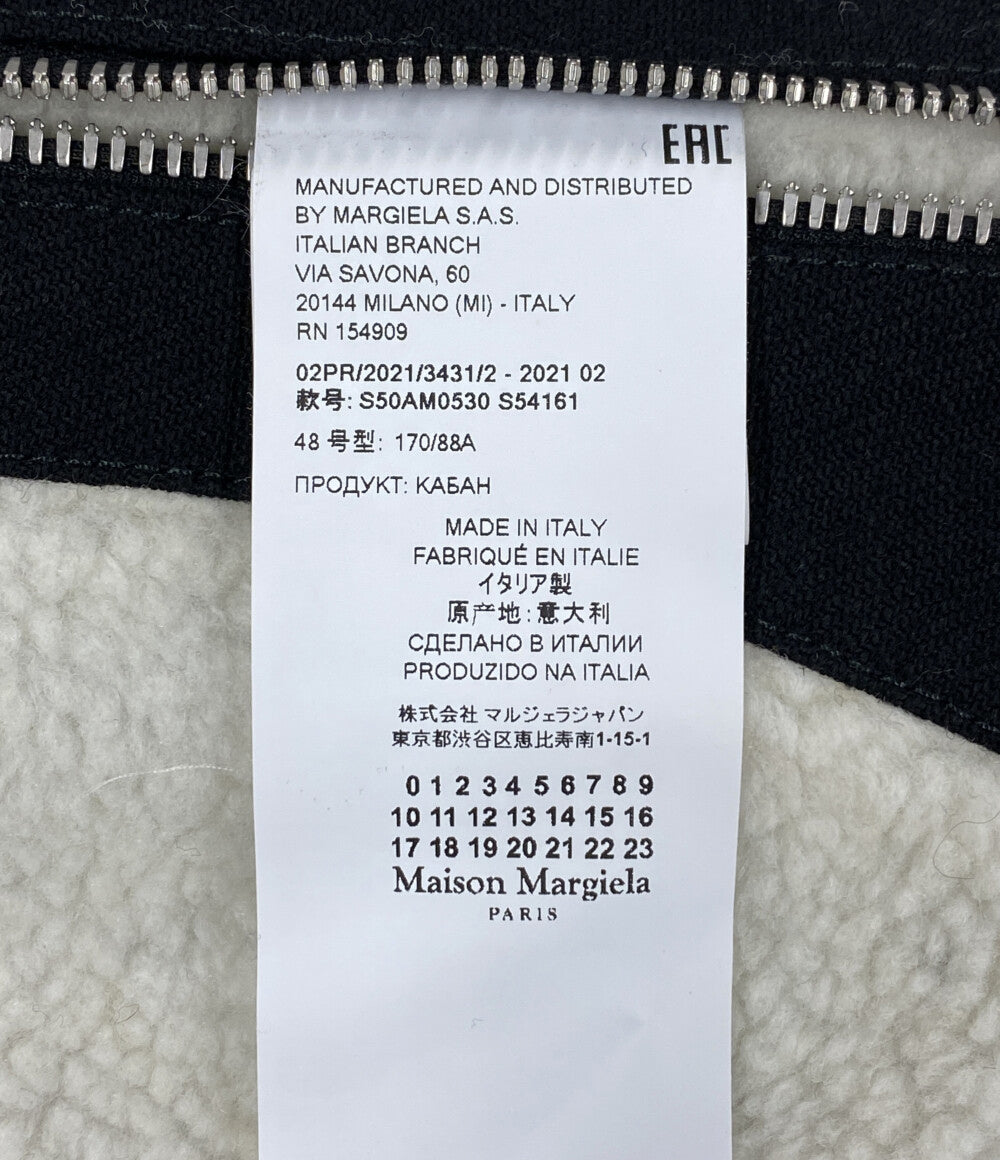 EAC
MANUFACTURED AND DISTRIBUTED
BY MARGIELA S.A.S.
ITALIAN BRANCH
VIA SAVONA, 60
20144 MILANO (MI) - ITALY
RN 154909
02PR/2021/3431/2 - 2021 02
款号: S50AM0530 S54161
48 号型: 170/88A
ПРОДУКТ: КАБАН
MADE IN ITALY
FABRIQUÉ EN ITALIE
イタリア製
原产地: 意大利
СДЕЛАНО В ИТАЛИИ
PRODUZIDO NA ITALIA
株式会社 マルジェラジャパン
東京都渋谷区恵比寿南1-15-1
0 1 2 3 4 5 6 7 8 9
10 11 12 13 14 15 16
17 18 19 20 21 22 23
Maison Margiela
PARIS